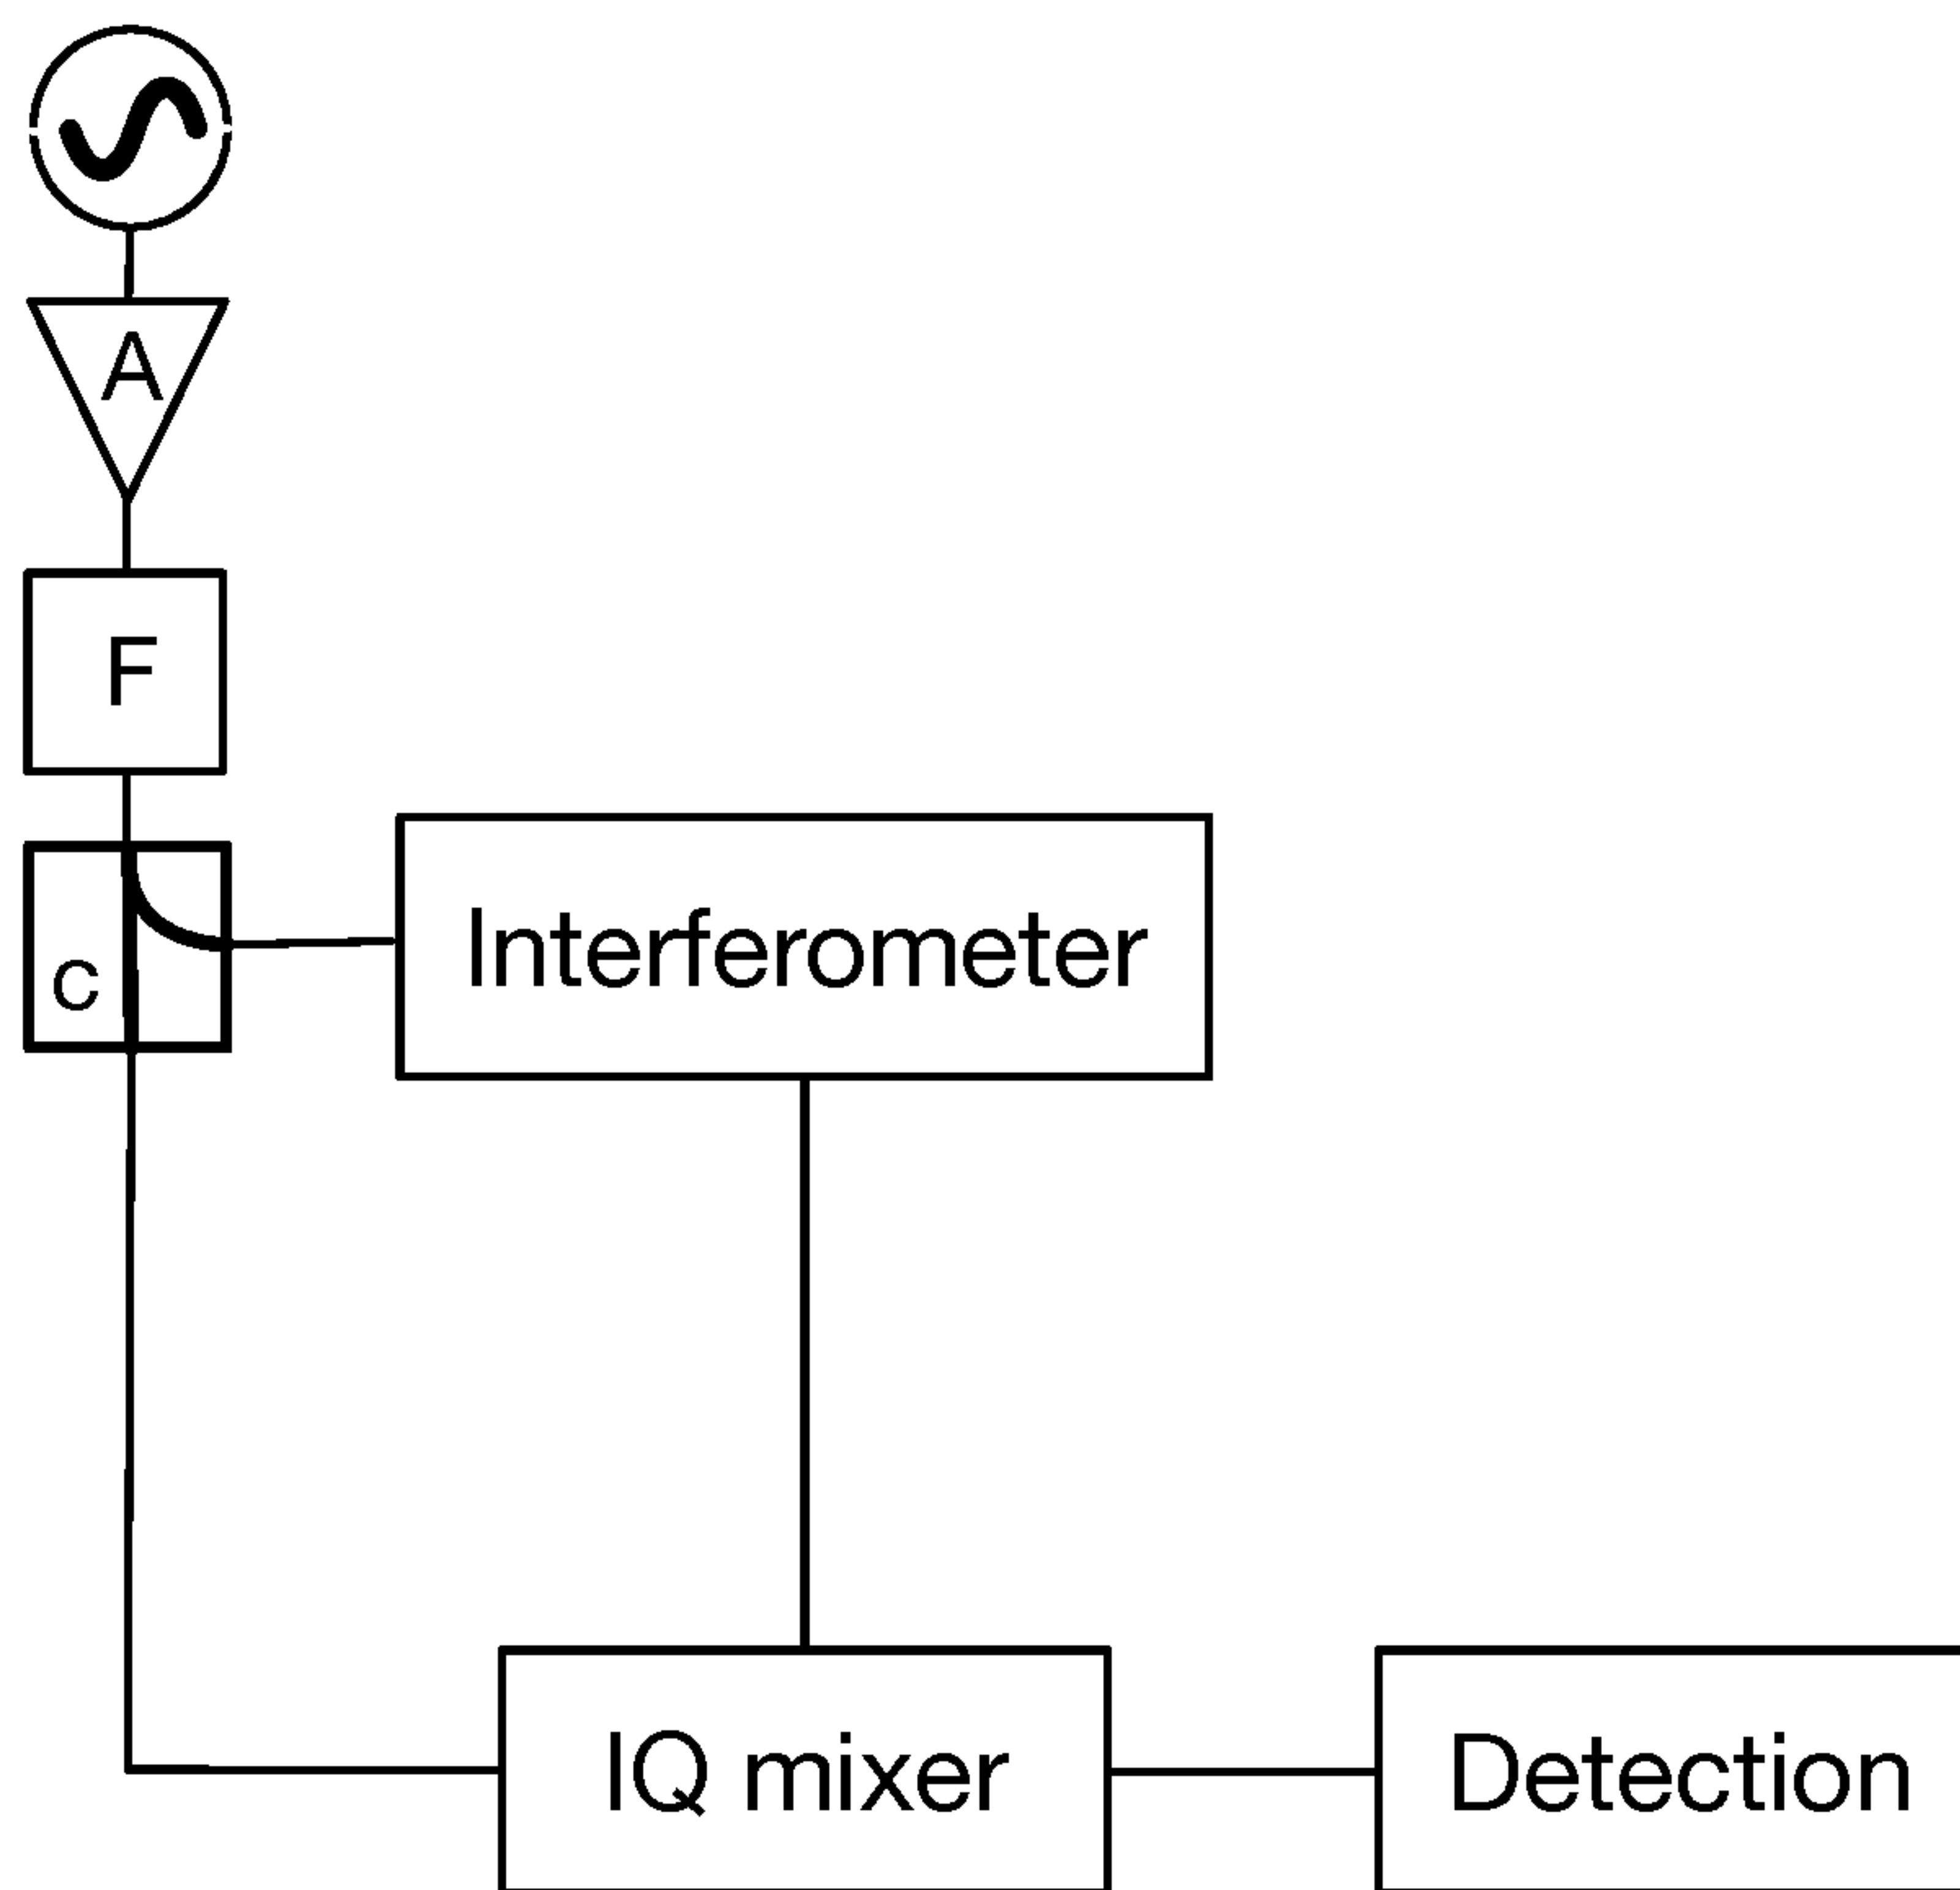 A
F
C
Interferometer
IQ mixer
Detection